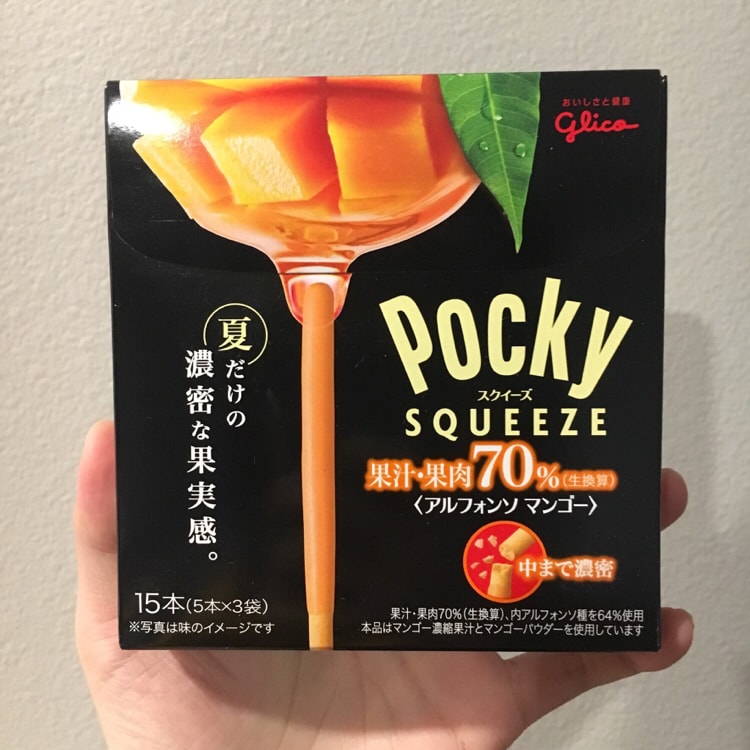 おいしさと健康
glico
Pocky
スクイーズ
SQUEEZE
果汁・果肉70%(生換算)
〈アルフォンソ マンゴー〉
中まで濃密
夏だけの
濃密な果実感。
15本(5本×3袋)
※写真は味のイメージです
果汁・果肉70%(生換算)、内アルフォンソ種を64%使用
本品はマンゴー濃縮果汁とマンゴーパウダーを使用しています